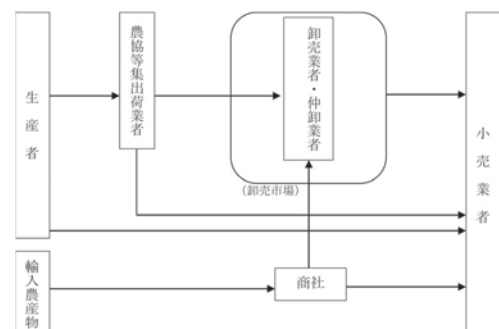 生産者
農協等集出荷業者
卸売業者・仲卸業者
(卸売市場)
小売業者
輸入農産物
商社